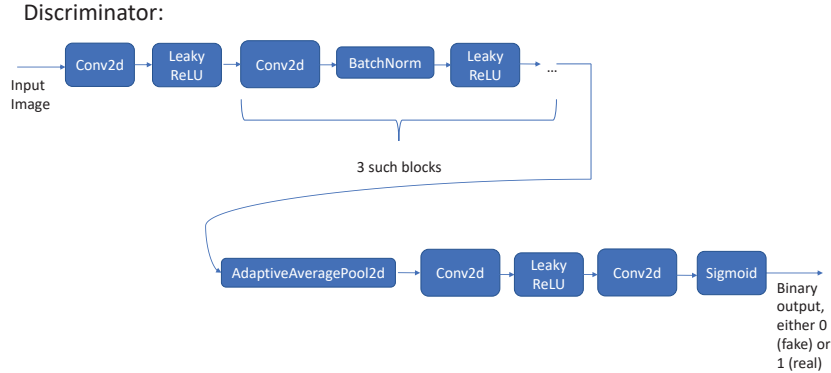 Discriminator:
Input
Image
Conv2d
Leaky
ReLU
Conv2d
BatchNorm
Leaky
ReLU
...
3 such blocks
AdaptiveAveragePool2d
Conv2d
Leaky
ReLU
Conv2d
Sigmoid
Binary
output,
either 0
(fake) or
1 (real)